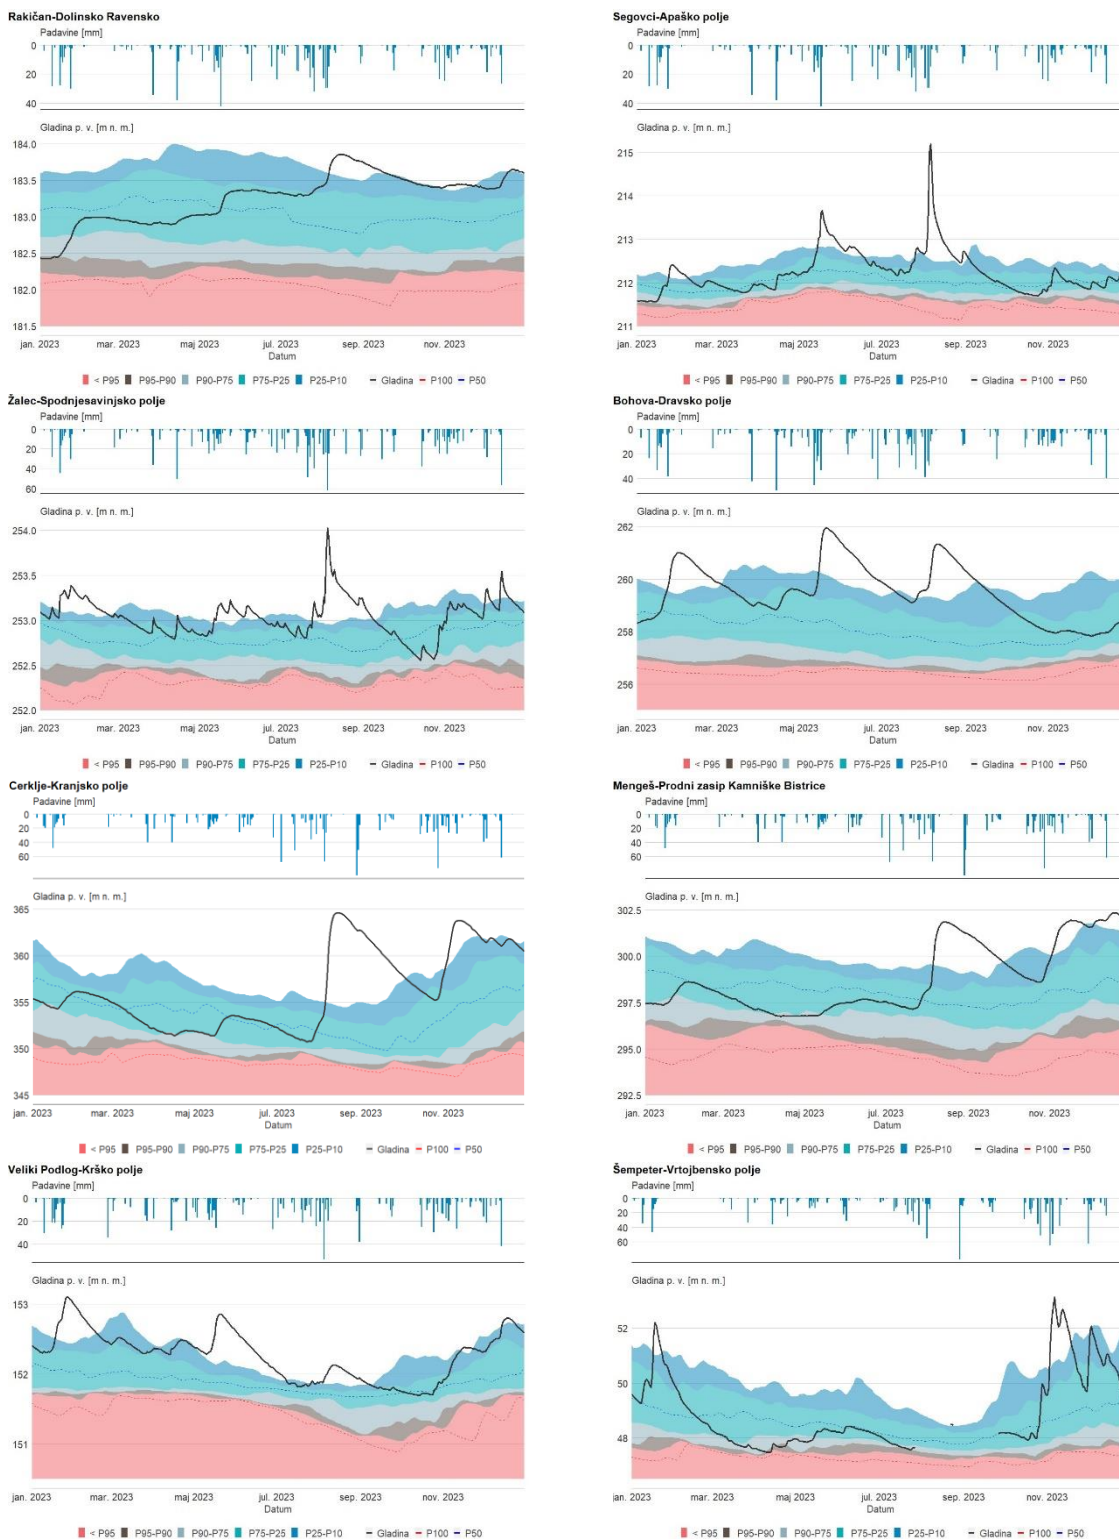 Rakičan-Dolinsko Ravensko
Padavine [mm]
0
20
40
Gladina p. v. [m n. m.]
184.0
183.5
183.0
182.5
182.0
181.5
jan. 2023 mar. 2023 maj 2023 jul. 2023 sep. 2023 nov. 2023
Datum
< P95 P95-P90 P90-P75 P75-P25 P25-P10 Gladina P100 P50
Segovci-Apaško polje
Padavine [mm]
0
20
40
Gladina p. v. [m n. m.]
215
214
213
212
211
jan. 2023 mar. 2023 maj 2023 jul. 2023 sep. 2023 nov. 2023
Datum
< P95 P95-P90 P90-P75 P75-P25 P25-P10 Gladina P100 P50
Žalec-Spodnjesavinjsko polje
Padavine [mm]
0
20
40
60
Gladina p. v. [m n. m.]
254.0
253.5
253.0
252.5
252.0
jan. 2023 mar. 2023 maj 2023 jul. 2023 sep. 2023 nov. 2023
Datum
< P95 P95-P90 P90-P75 P75-P25 P25-P10 Gladina P100 P50
Bohova-Dravsko polje
Padavine [mm]
0
20
40
Gladina p. v. [m n. m.]
262
260
258
256
jan. 2023 mar. 2023 maj 2023 jul. 2023 sep. 2023 nov. 2023
Datum
< P95 P95-P90 P90-P75 P75-P25 P25-P10 Gladina P100 P50
Cerklje-Kranjsko polje
Padavine [mm]
0
20
40
60
Gladina p. v. [m n. m.]
365
360
355
350
345
jan. 2023 mar. 2023 maj 2023 jul. 2023 sep. 2023 nov. 2023
Datum
< P95 P95-P90 P90-P75 P75-P25 P25-P10 Gladina P100 P50
Mengeš-Prodni zasip Kamniške Bistrice
Padavine [mm]
0
20
40
60
Gladina p. v. [m n. m.]
302.5
300.0
297.5
295.0
292.5
jan. 2023 mar. 2023 maj 2023 jul. 2023 sep. 2023 nov. 2023
Datum
< P95 P95-P90 P90-P75 P75-P25 P25-P10 Gladina P100 P50
Veliki Podlog-Krško polje
Padavine [mm]
0
20
40
Gladina p. v. [m n. m.]
153
152
151
jan. 2023 mar. 2023 maj 2023 jul. 2023 sep. 2023 nov. 2023
Datum
< P95 P95-P90 P90-P75 P75-P25 P25-P10 Gladina P100 P50
Šempeter-Vrtojbensko polje
Padavine [mm]
0
20
40
60
Gladina p. v. [m n. m.]
52
50
48
jan. 2023 mar. 2023 maj 2023 jul. 2023 sep. 2023 nov. 2023
Datum
< P95 P95-P90 P90-P75 P75-P25 P25-P10 Gladina P100 P50